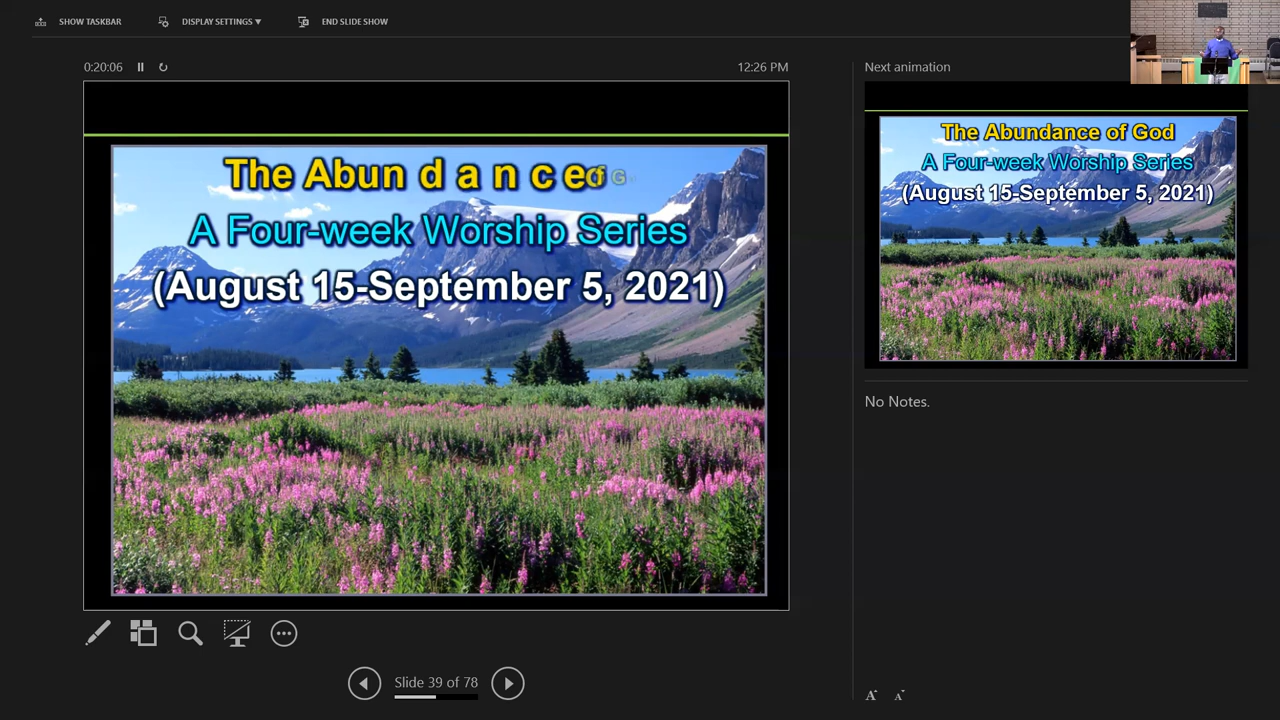 SHOW TASKBAR DISPLAY SETTINGS ▼ END SLIDE SHOW
0:20:06 12:26 PM
The Abundance of G
A Four-week Worship Series
(August 15-September 5, 2021)
Slide 39 of 78
Next animation
The Abundance of God
A Four-week Worship Series
(August 15-September 5, 2021)
No Notes.
A A